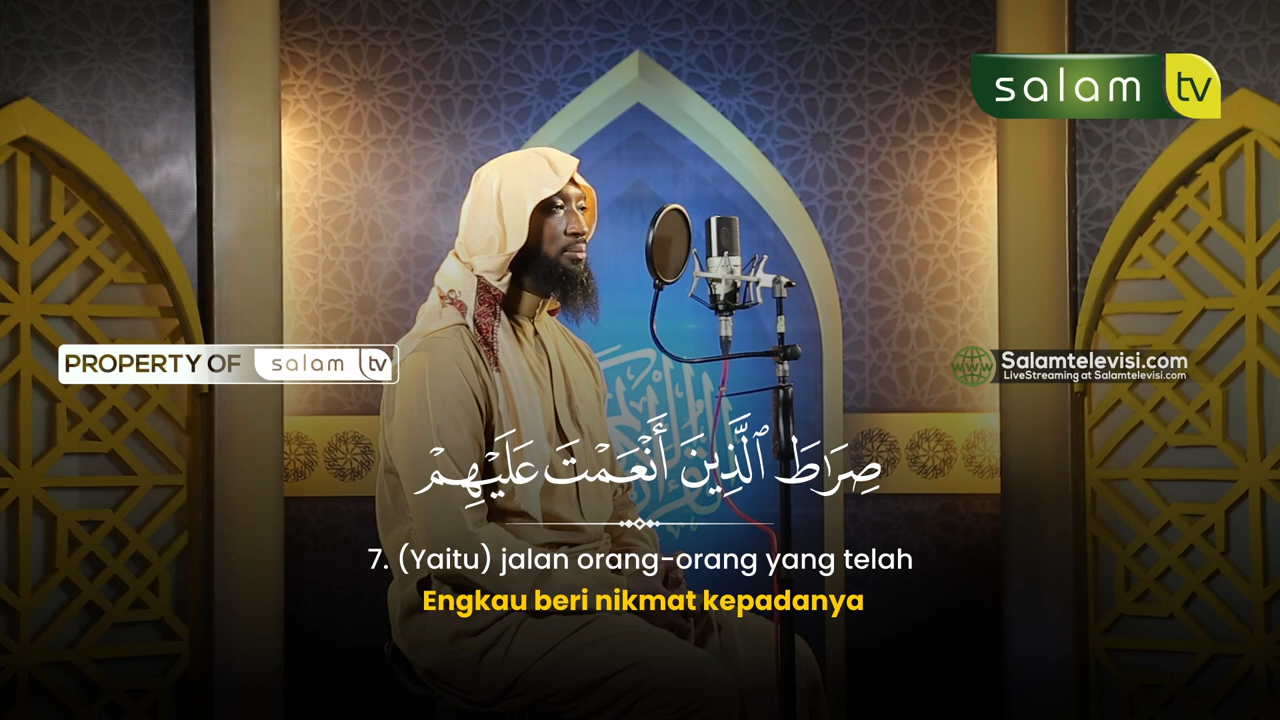 salam tv
PROPERTY OF salam tv
www Salamtelevisi.com
LiveStreaming at Salamtelevisi.com
صِرَٰطَ ٱلَّذِينَ أَنْعَمْتَ عَلَيْهِمْ
7. (Yaitu) jalan orang-orang yang telah
Engkau beri nikmat kepadanya